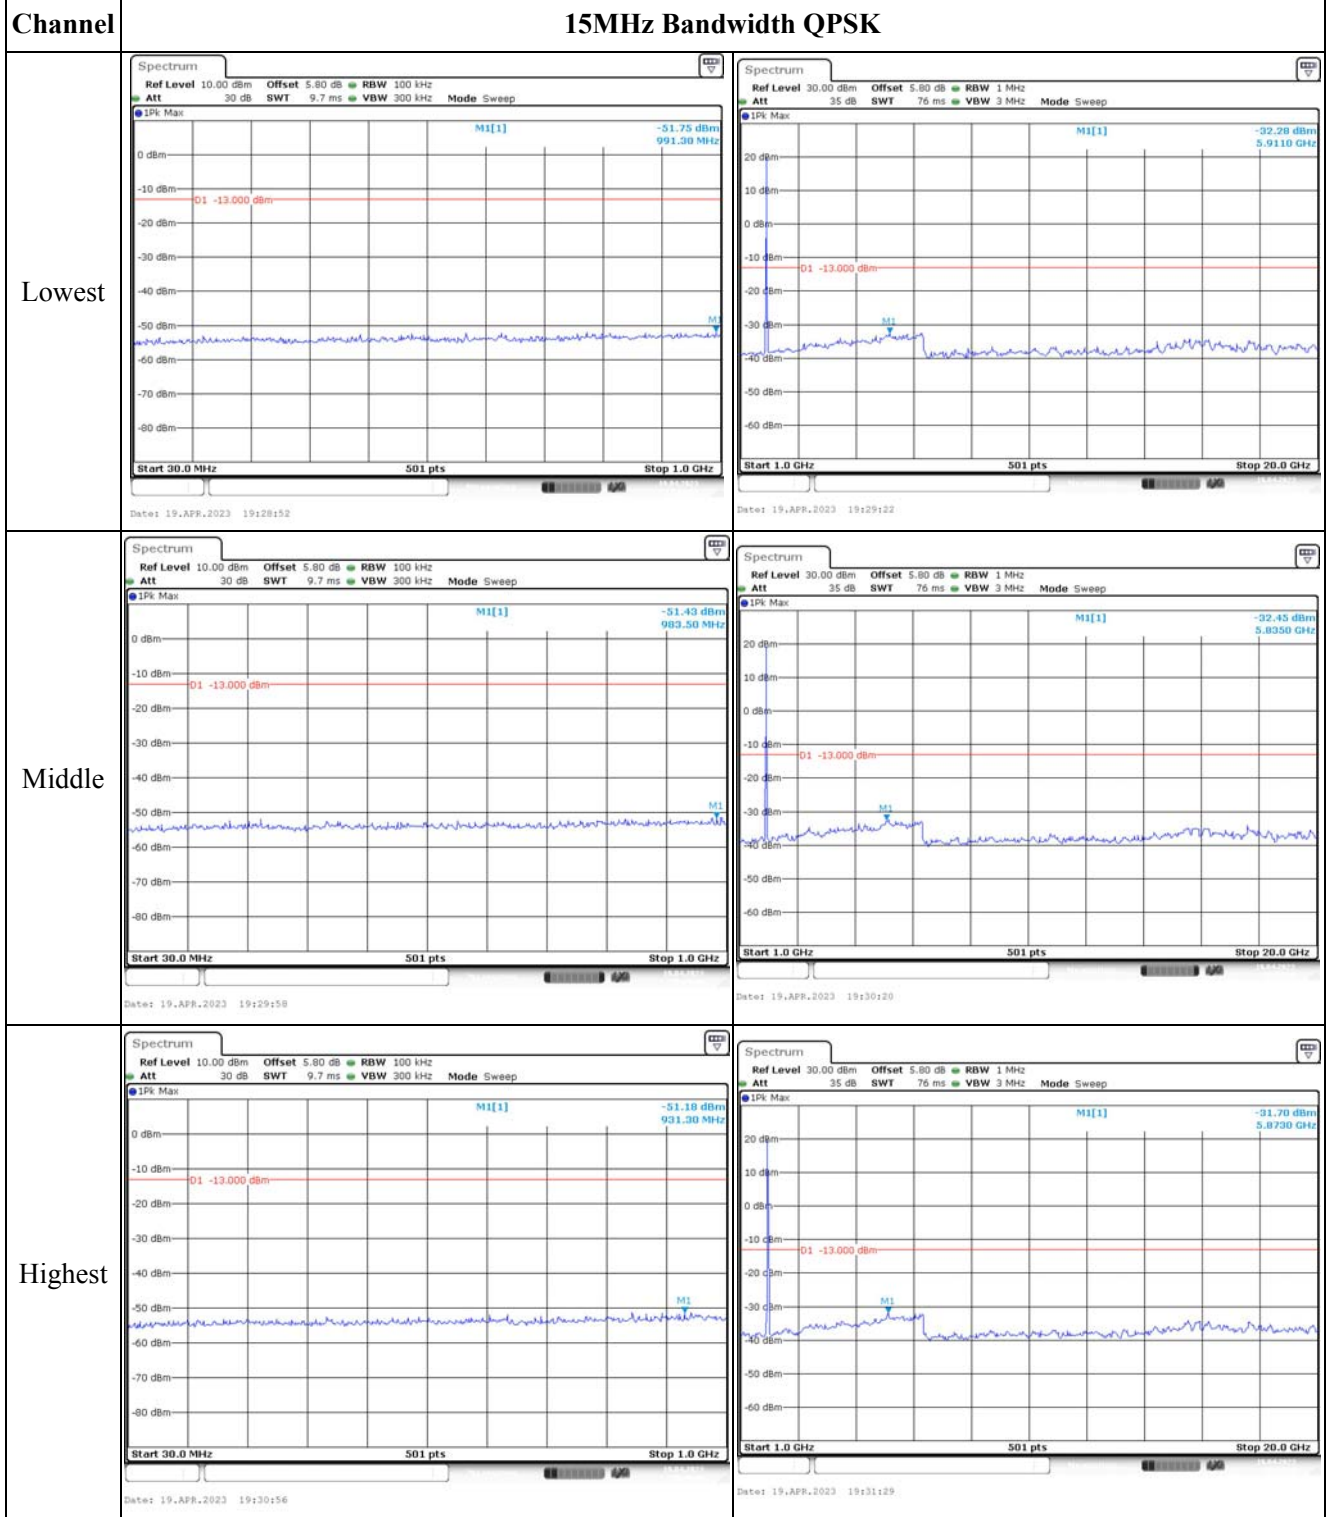 Channel 15MHz Bandwidth QPSK
Lowest
Spectrum
Ref Level 10.00 dBm Offset 5.80 dB RBW 100 kHz
Att 30 dB SWT 9.7 ms VBW 300 kHz Mode Sweep
1Pk Max
M1[1] -51.75 dBm
991.30 MHz
0 dBm
-10 dBm
D1 -13.000 dBm
-20 dBm
-30 dBm
-40 dBm
-50 dBm
M1
-60 dBm
-70 dBm
-80 dBm
Start 30.0 MHz 501 pts Stop 1.0 GHz
Date: 19.APR.2023 19:28:52
Spectrum
Ref Level 30.00 dBm Offset 5.80 dB RBW 1 MHz
Att 35 dB SWT 76 ms VBW 3 MHz Mode Sweep
1Pk Max
M1[1] -32.28 dBm
5.9110 GHz
20 dBm
10 dBm
0 dBm
-10 dBm
D1 -13.000 dBm
-20 dBm
-30 dBm
M1
-40 dBm
-50 dBm
-60 dBm
Start 1.0 GHz 501 pts Stop 20.0 GHz
Date: 19.APR.2023 19:29:22
Middle
Spectrum
Ref Level 10.00 dBm Offset 5.80 dB RBW 100 kHz
Att 30 dB SWT 9.7 ms VBW 300 kHz Mode Sweep
1Pk Max
M1[1] -51.43 dBm
983.50 MHz
0 dBm
-10 dBm
D1 -13.000 dBm
-20 dBm
-30 dBm
-40 dBm
-50 dBm
M1
-60 dBm
-70 dBm
-80 dBm
Start 30.0 MHz 501 pts Stop 1.0 GHz
Date: 19.APR.2023 19:29:58
Spectrum
Ref Level 30.00 dBm Offset 5.80 dB RBW 1 MHz
Att 35 dB SWT 76 ms VBW 3 MHz Mode Sweep
1Pk Max
M1[1] -32.45 dBm
5.8350 GHz
20 dBm
10 dBm
0 dBm
-10 dBm
D1 -13.000 dBm
-20 dBm
-30 dBm
M1
-40 dBm
-50 dBm
-60 dBm
Start 1.0 GHz 501 pts Stop 20.0 GHz
Date: 19.APR.2023 19:30:20
Highest
Spectrum
Ref Level 10.00 dBm Offset 5.80 dB RBW 100 kHz
Att 30 dB SWT 9.7 ms VBW 300 kHz Mode Sweep
1Pk Max
M1[1] -51.18 dBm
931.30 MHz
0 dBm
-10 dBm
D1 -13.000 dBm
-20 dBm
-30 dBm
-40 dBm
-50 dBm
M1
-60 dBm
-70 dBm
-80 dBm
Start 30.0 MHz 501 pts Stop 1.0 GHz
Date: 19.APR.2023 19:30:56
Spectrum
Ref Level 30.00 dBm Offset 5.80 dB RBW 1 MHz
Att 35 dB SWT 76 ms VBW 3 MHz Mode Sweep
1Pk Max
M1[1] -31.70 dBm
5.8730 GHz
20 dBm
10 dBm
0 dBm
-10 dBm
D1 -13.000 dBm
-20 dBm
-30 dBm
M1
-40 dBm
-50 dBm
-60 dBm
Start 1.0 GHz 501 pts Stop 20.0 GHz
Date: 19.APR.2023 19:31:29